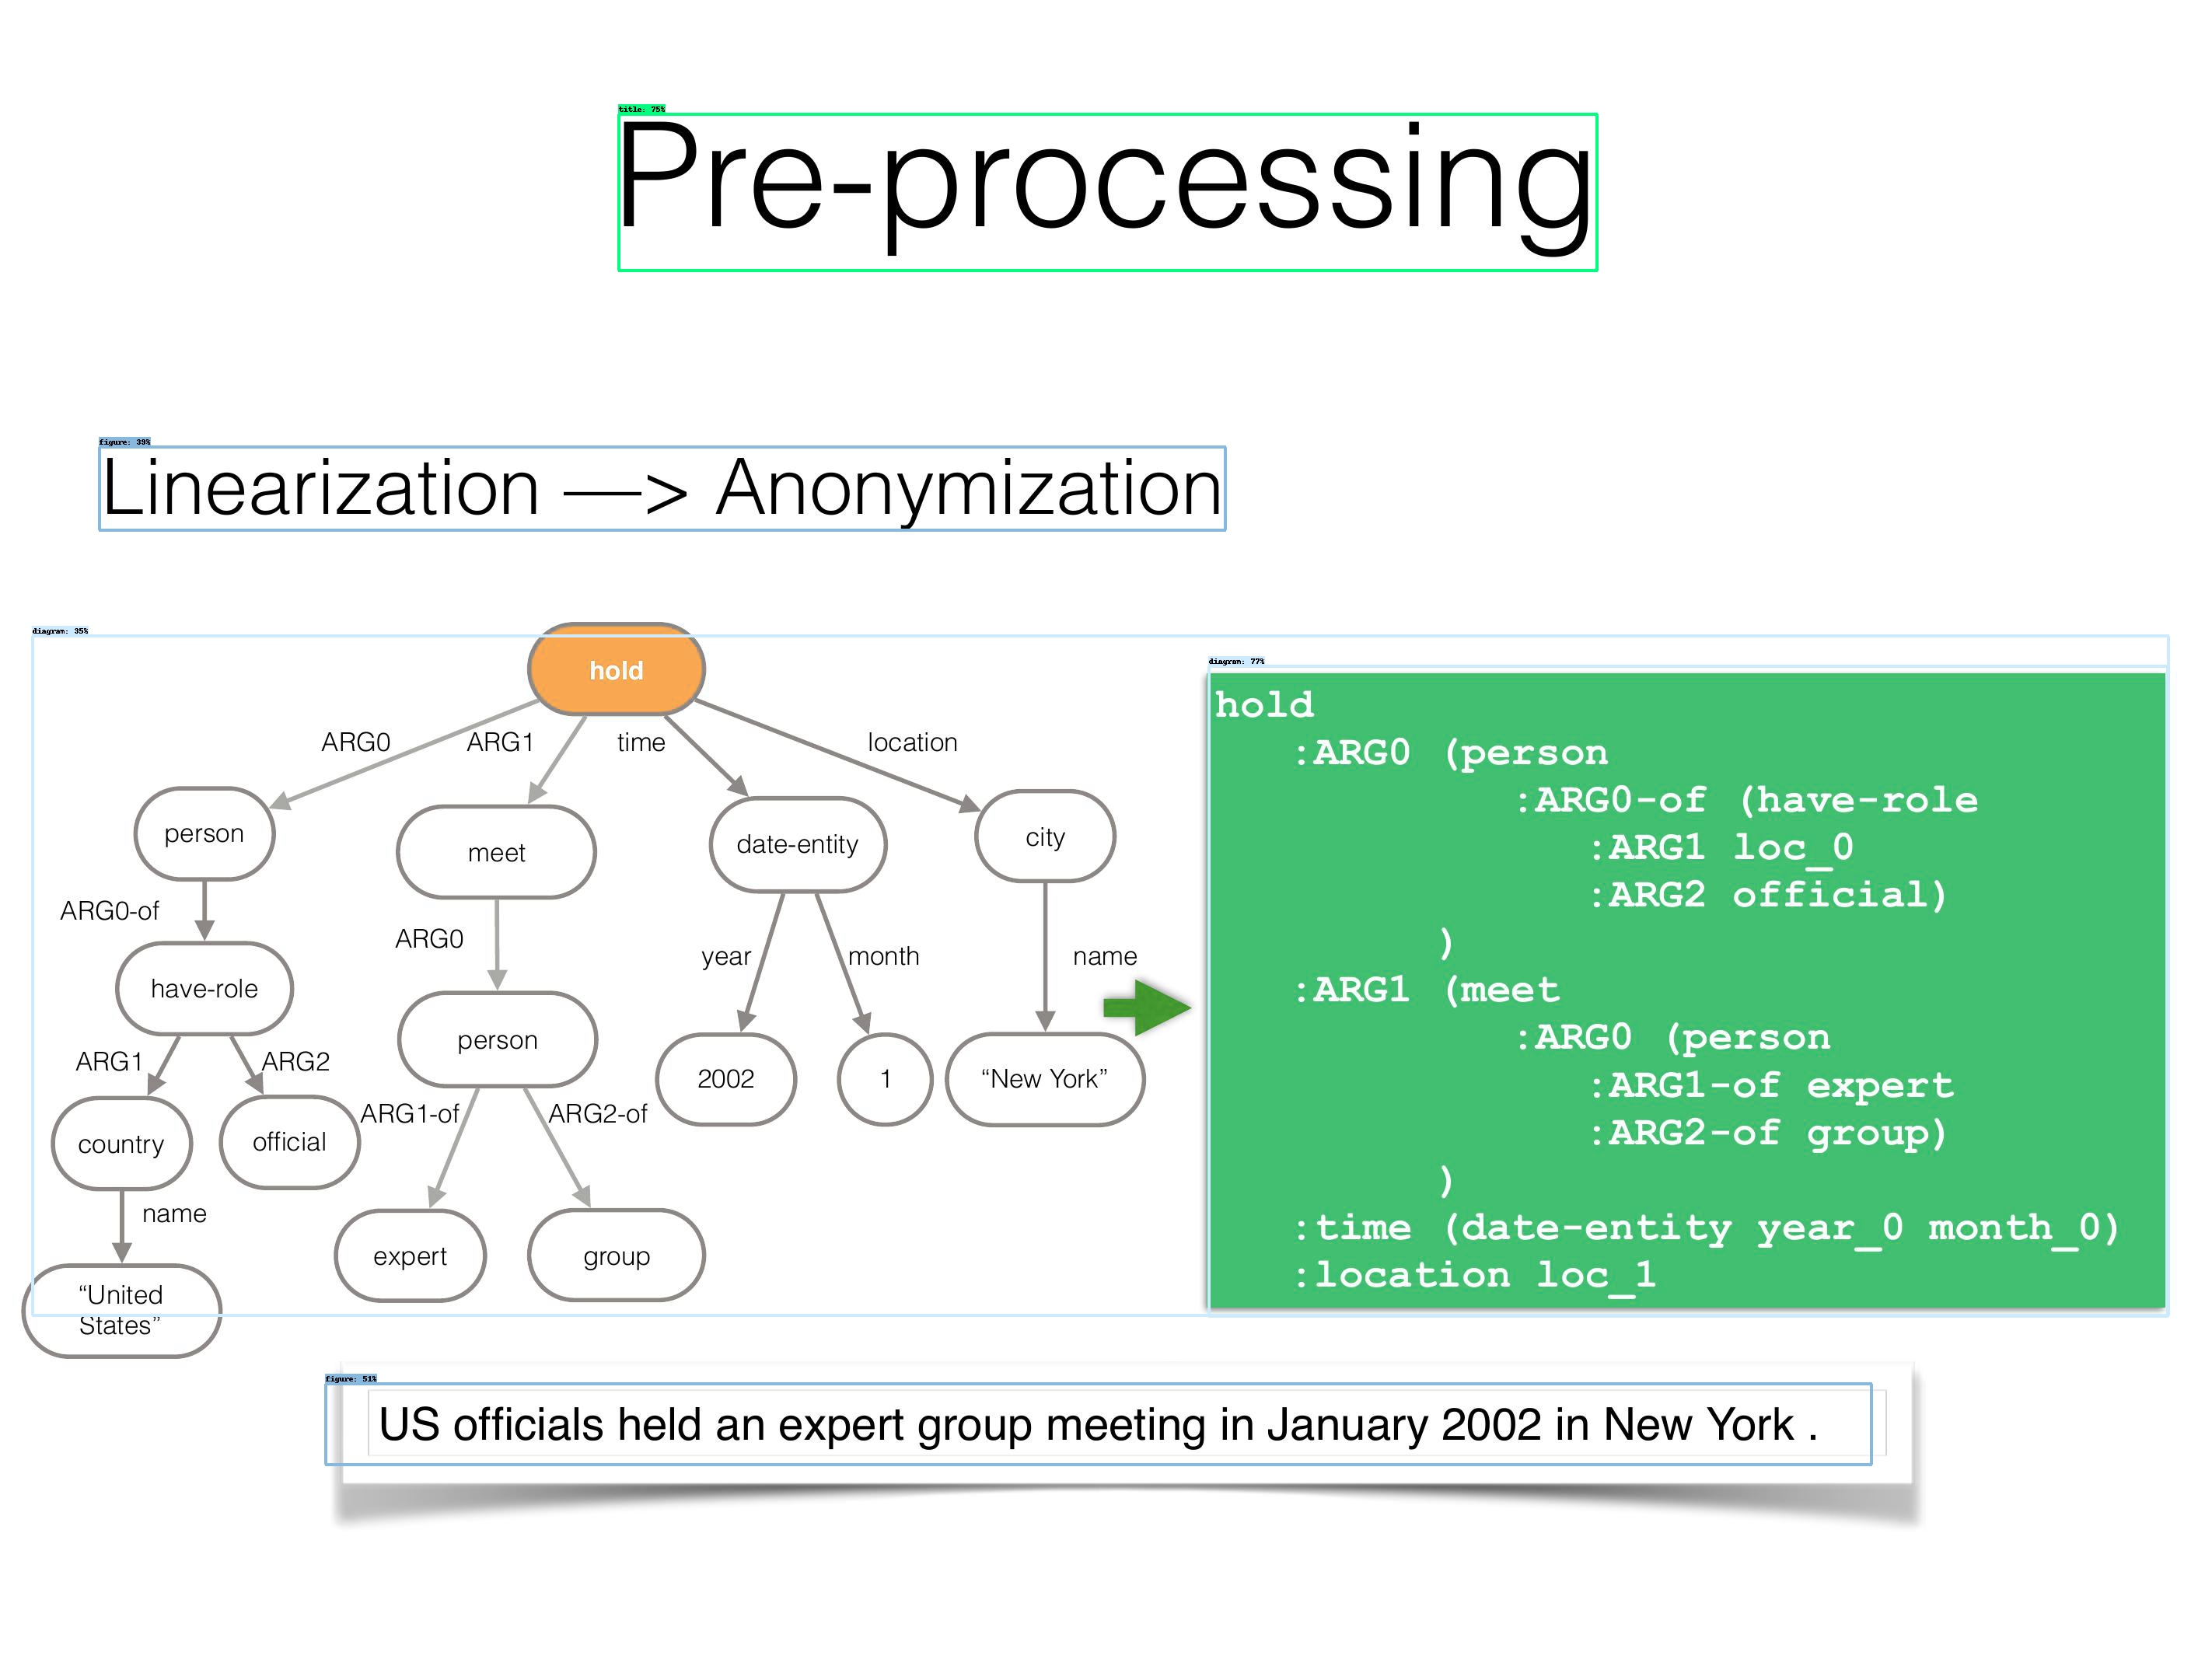 title: 75%
Pre-processing
figure: 39%
Linearization —> Anonymization
diagram: 35%
diagram: 77%
hold
ARG0
ARG1
time
location
person
meet
date-entity
city
ARG0-of
ARG0
year
month
name
have-role
person
2002
1
“New York”
ARG1
ARG2
ARG1-of
ARG2-of
country
official
name
expert
group
“United
States”
hold
:ARG0 (person
:ARG0-of (have-role
:ARG1 loc_0
:ARG2 official)
)
:ARG1 (meet
:ARG0 (person
:ARG1-of expert
:ARG2-of group)
)
:time (date-entity year_0 month_0)
:location loc_1
figure: 51%
US officials held an expert group meeting in January 2002 in New York .